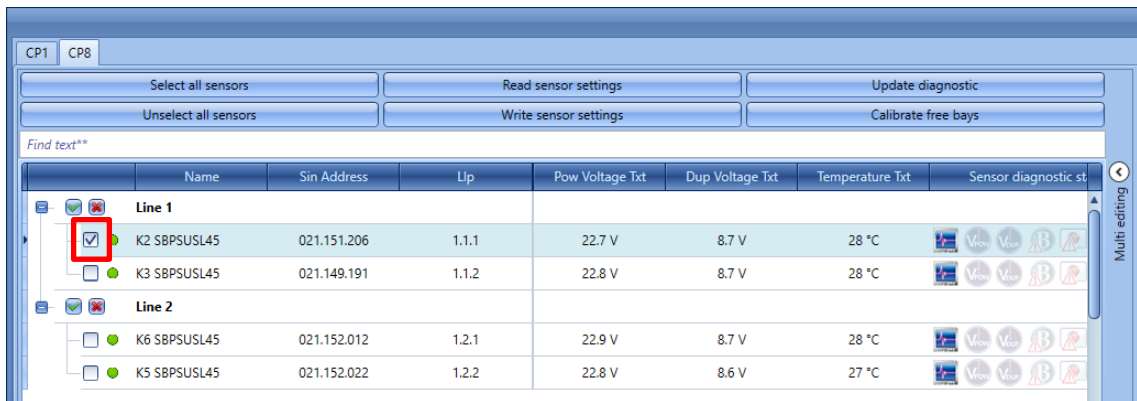 CP1 CP8
Select all sensors Read sensor settings Update diagnostic
Unselect all sensors Write sensor settings Calibrate free bays
Find text**
Name Sin Address Llp Pow Voltage Txt Dup Voltage Txt Temperature Txt Sensor diagnostic st
Multi editing
Line 1
K2 SBPSUSL45 021.151.206 1.1.1 22.7 V 8.7 V 28 °C
K3 SBPSUSL45 021.149.191 1.1.2 22.8 V 8.7 V 28 °C
Line 2
K6 SBPSUSL45 021.152.012 1.2.1 22.9 V 8.7 V 28 °C
K5 SBPSUSL45 021.152.022 1.2.2 22.8 V 8.6 V 27 °C